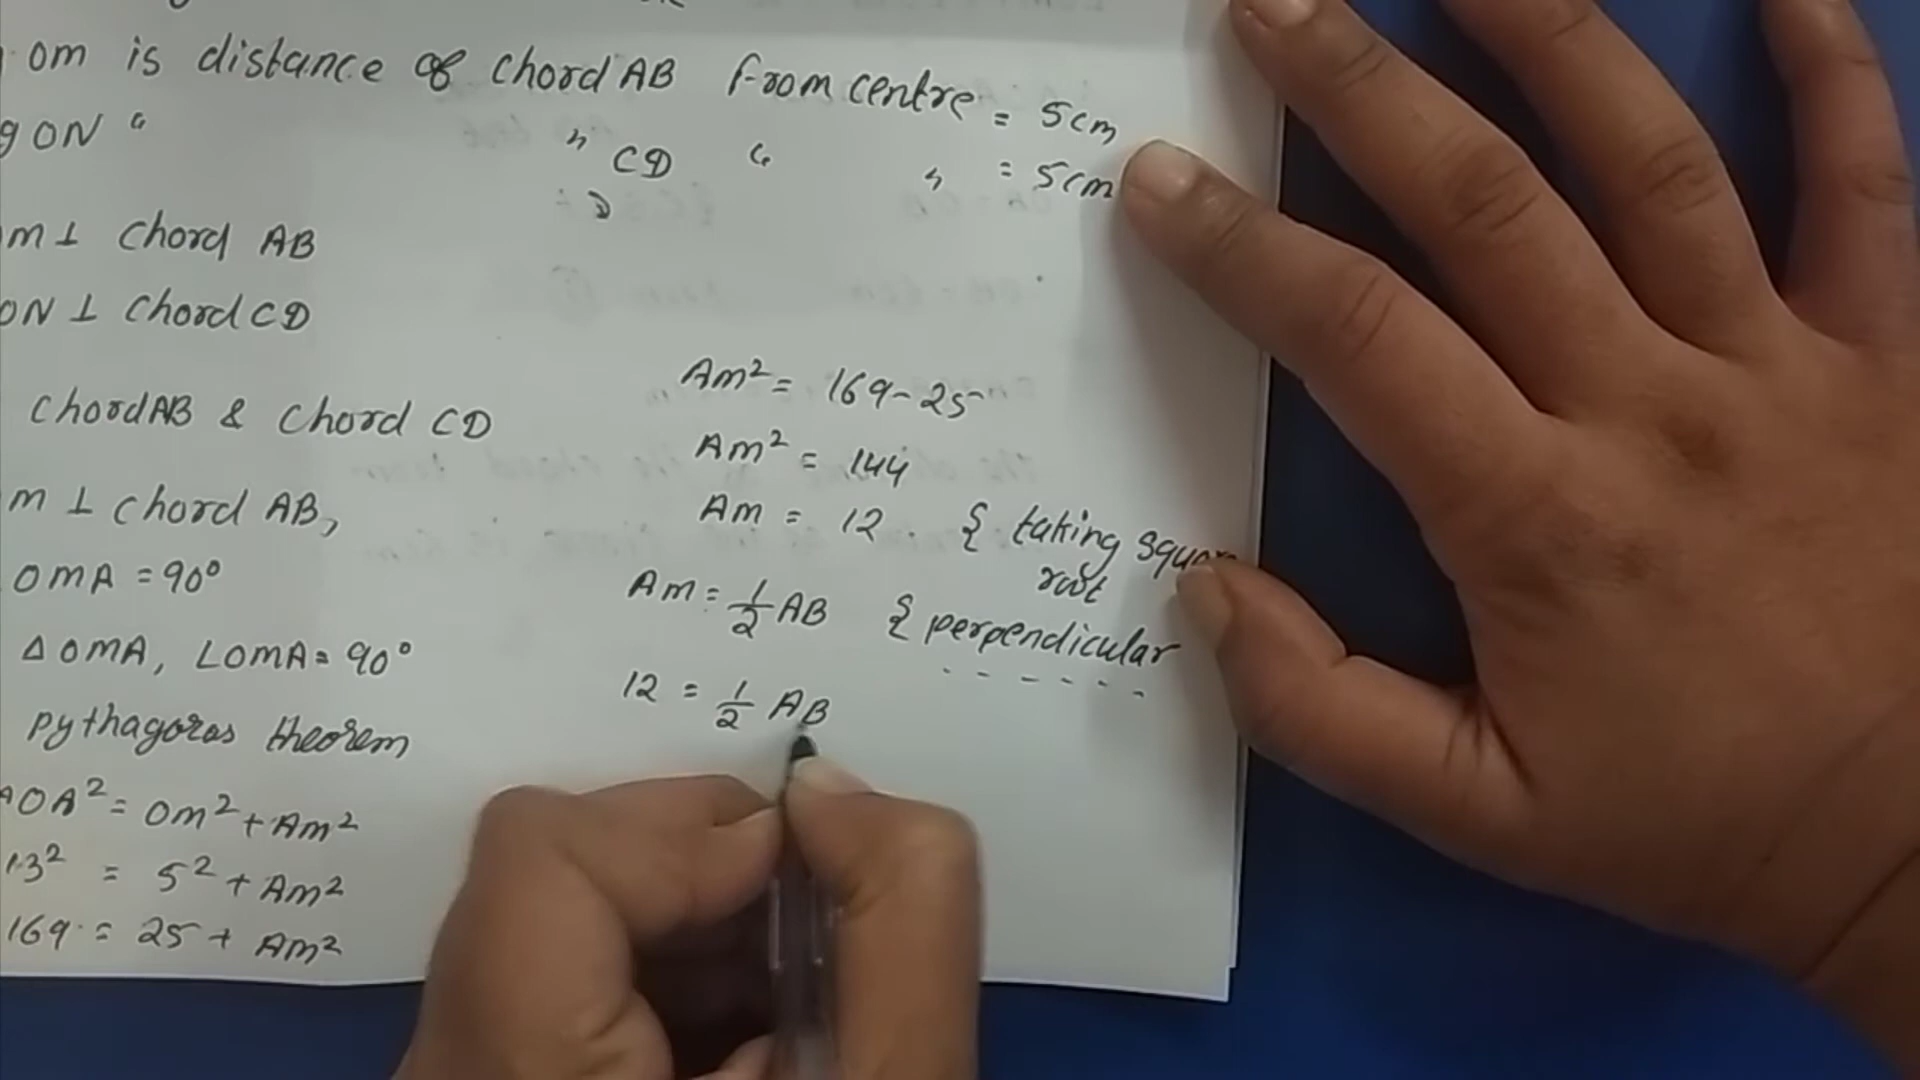 om is distance of chord AB from centre = 5cm
g ON " " CD " " = 5cm
D
m ⊥ chord AB
ON ⊥ chord CD
chord AB & chord CD
m ⊥ chord AB,
OMA = 90°
Δ OMA, ∠OMA = 90°
pythagoras theorem
OA² = Om² + Am²
13² = 5² + Am²
169 = 25 + Am²
Am² = 169 - 25
Am² = 144
Am = 12 . { taking square
root
Am = 1/2 AB { perpendicular
- - - - - -
12 = 1/2 AB